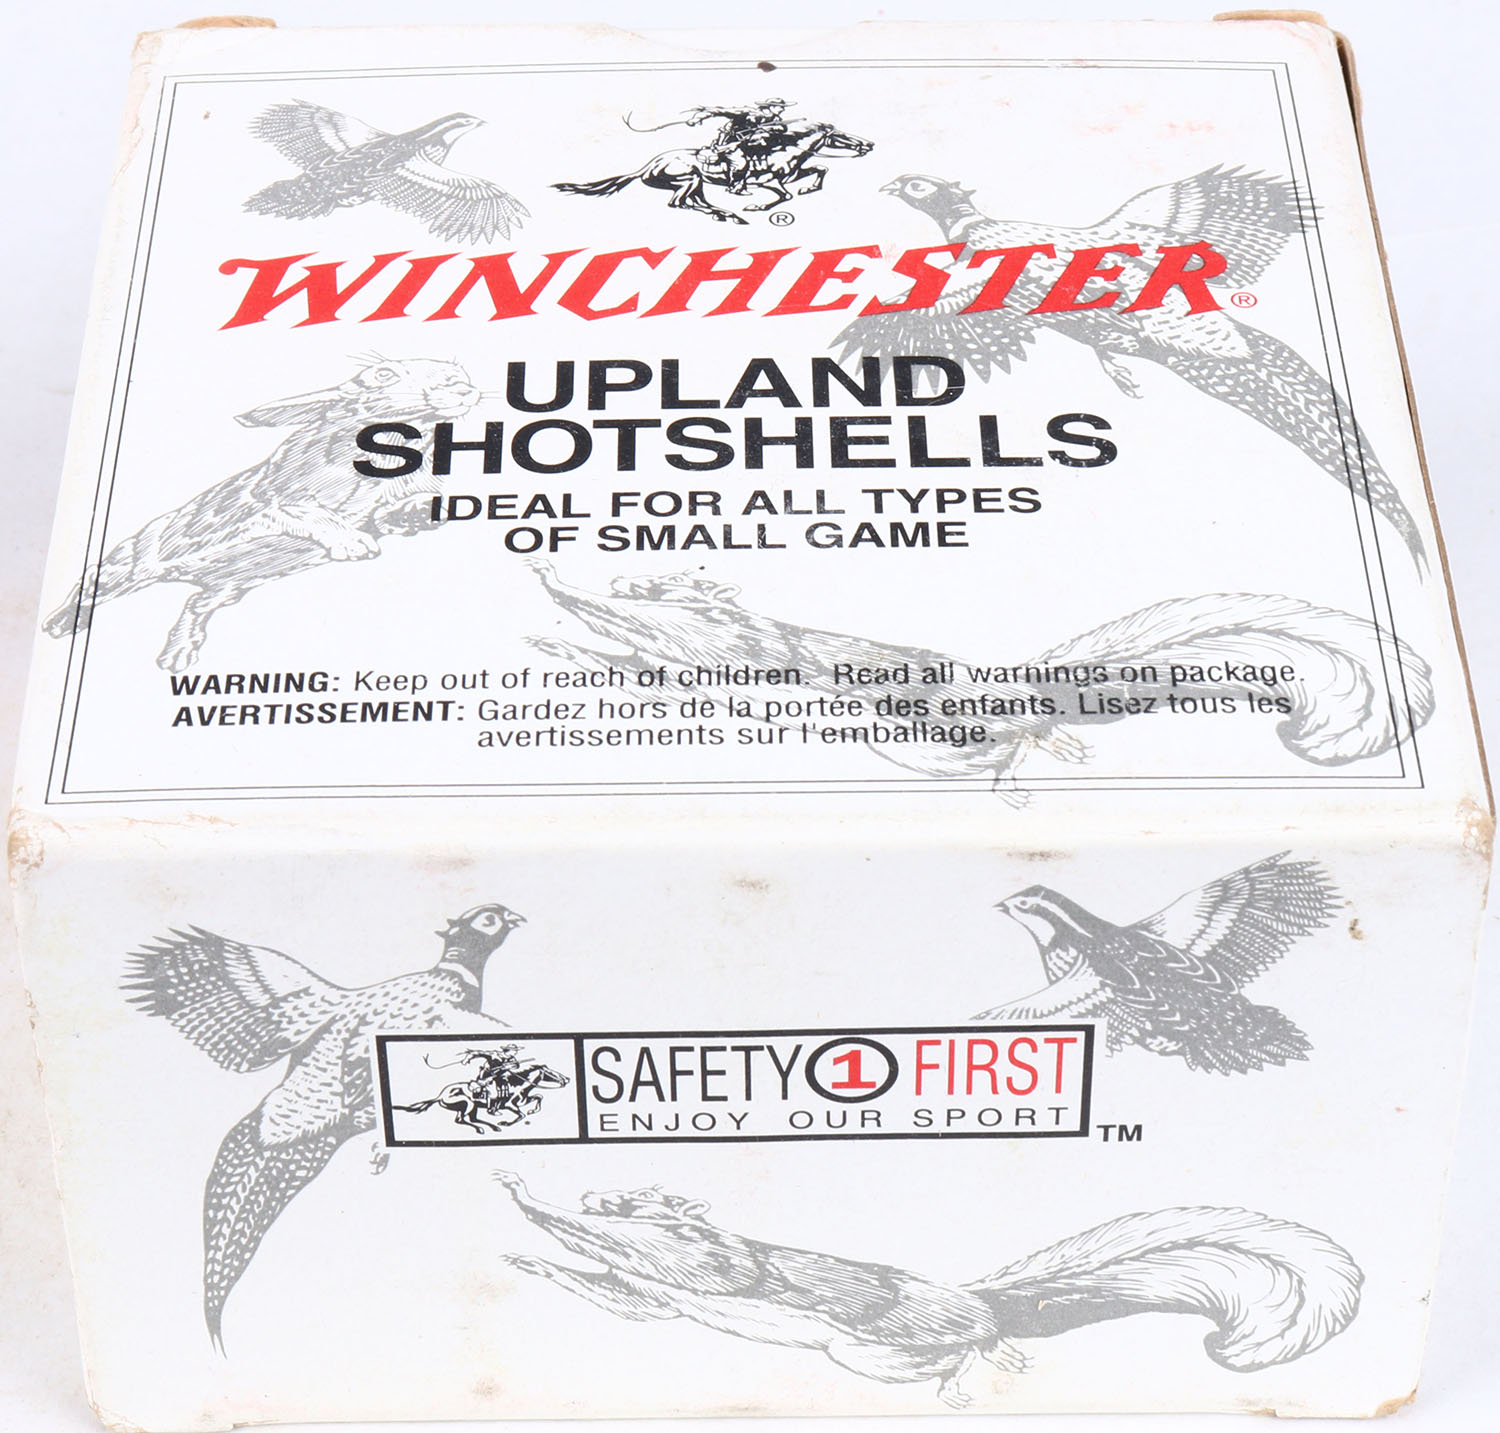 ®
WINCHESTER®
UPLAND
SHOTSHELLS
IDEAL FOR ALL TYPES
OF SMALL GAME
WARNING: Keep out of reach of children. Read all warnings on package.
AVERTISSEMENT: Gardez hors de la portée des enfants. Lisez tous les
avertissements sur l'emballage.
SAFETY 1 FIRST
ENJOY OUR SPORT TM